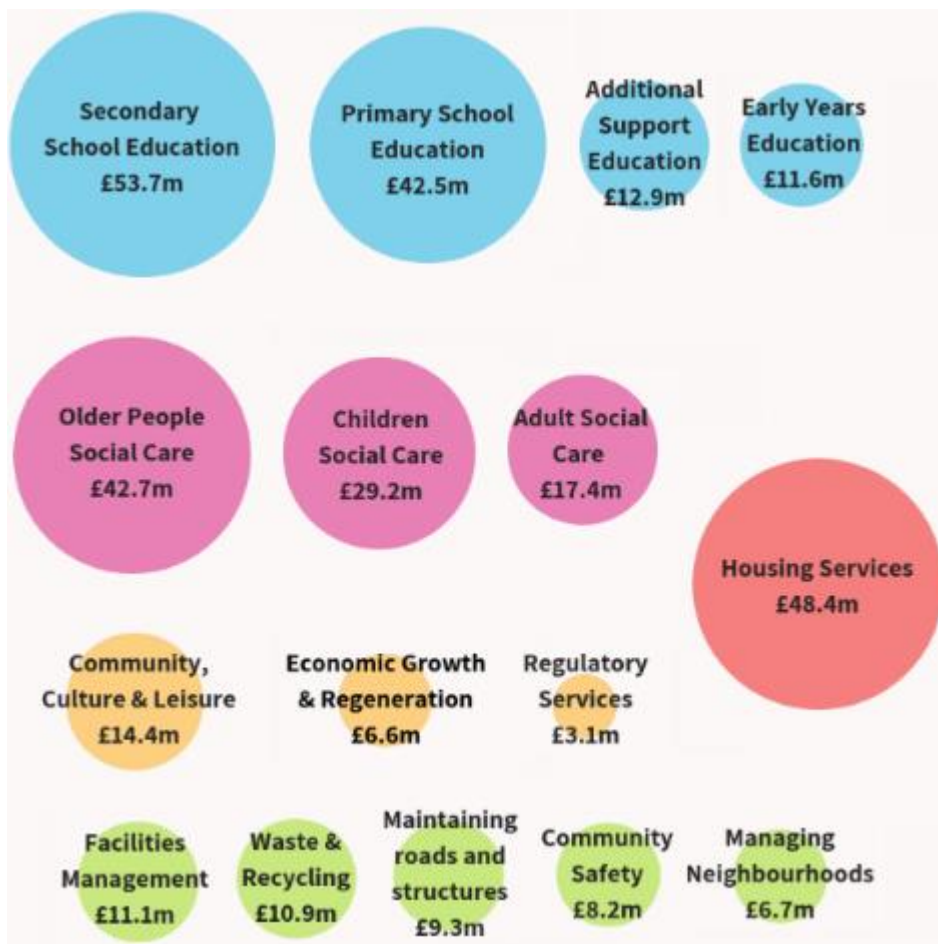 Secondary
School Education
£53.7m
Primary School
Education
£42.5m
Additional
Support
Education
£12.9m
Early Years
Education
£11.6m
Older People
Social Care
£42.7m
Children
Social Care
£29.2m
Adult Social
Care
£17.4m
Housing Services
£48.4m
Community,
Culture & Leisure
£14.4m
Economic Growth
& Regeneration
£6.6m
Regulatory
Services
£3.1m
Facilities
Management
£11.1m
Waste &
Recycling
£10.9m
Maintaining
roads and
structures
£9.3m
Community
Safety
£8.2m
Managing
Neighbourhoods
£6.7m